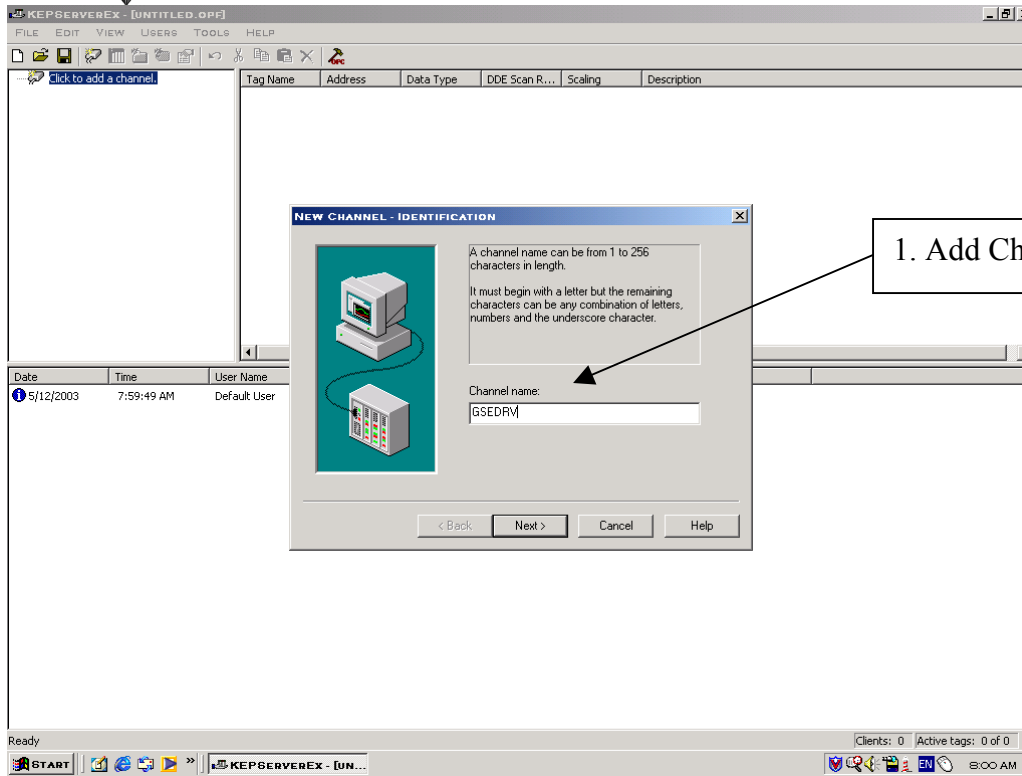 KEPServerEx - [Untitled.opf]
File Edit View Users Tools Help
OPC
Click to add a channel.
Tag Name Address Data Type DDE Scan R... Scaling Description
New Channel - Identification
A channel name can be from 1 to 256
characters in length.
It must begin with a letter but the remaining
characters can be any combination of letters,
numbers and the underscore character.
Channel name:
GSEDRV
< Back Next > Cancel Help
1. Add Ch
Date Time User Name
5/12/2003 7:59:49 AM Default User
Ready Clients: 0 Active tags: 0 of 0
Start » KEPServerEx - [Un... EN 8:00 AM